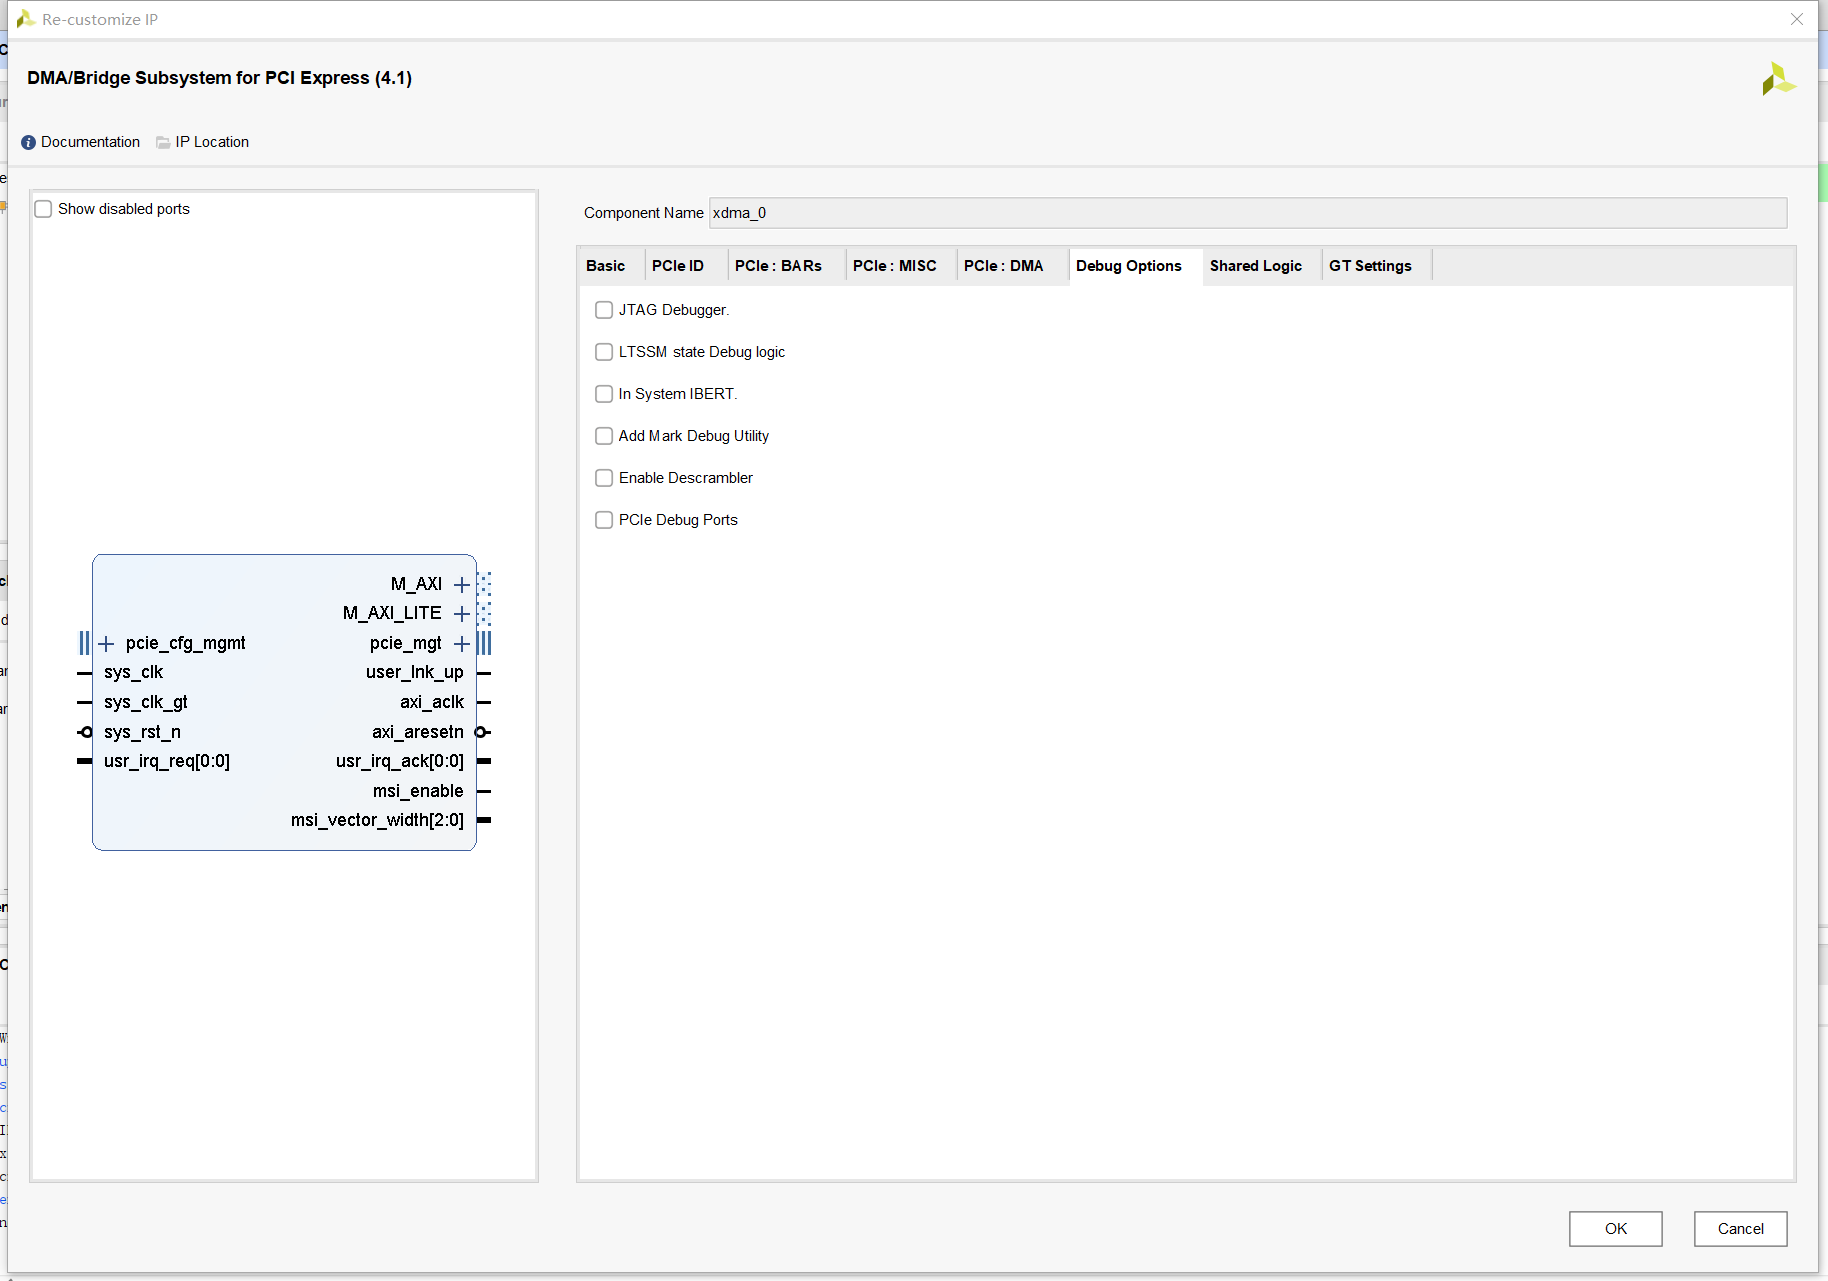 Re-customize IP
DMA/Bridge Subsystem for PCI Express (4.1)
Documentation IP Location
Show disabled ports
Component Name xdma_0
Basic PCIe ID PCIe : BARs PCIe : MISC PCIe : DMA Debug Options Shared Logic GT Settings
JTAG Debugger.
LTSSM state Debug logic
In System IBERT.
Add Mark Debug Utility
Enable Descrambler
PCIe Debug Ports
M_AXI
M_AXI_LITE
pcie_cfg_mgmt pcie_mgt
sys_clk user_lnk_up
sys_clk_gt axi_aclk
sys_rst_n axi_aresetn
usr_irq_req[0:0] usr_irq_ack[0:0]
msi_enable
msi_vector_width[2:0]
OK Cancel